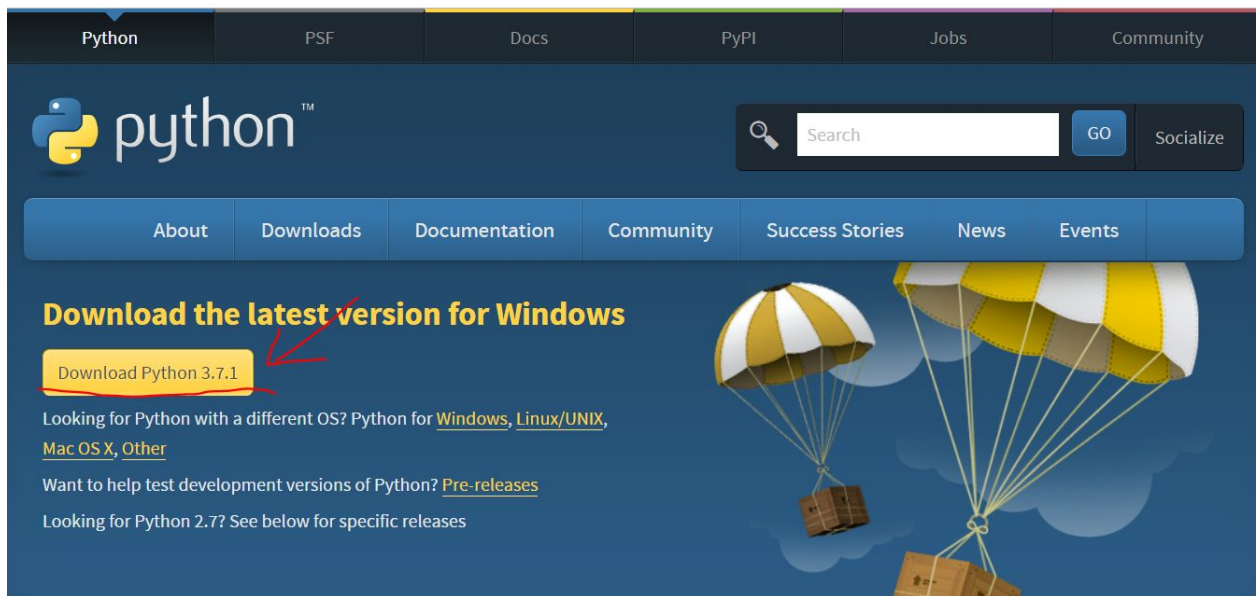 Python PSF Docs PyPI Jobs Community
python™
Search GO Socialize
About Downloads Documentation Community Success Stories News Events
Download the latest version for Windows
Download Python 3.7.1
Looking for Python with a different OS? Python for Windows, Linux/UNIX,
Mac OS X, Other
Want to help test development versions of Python? Pre-releases
Looking for Python 2.7? See below for specific releases